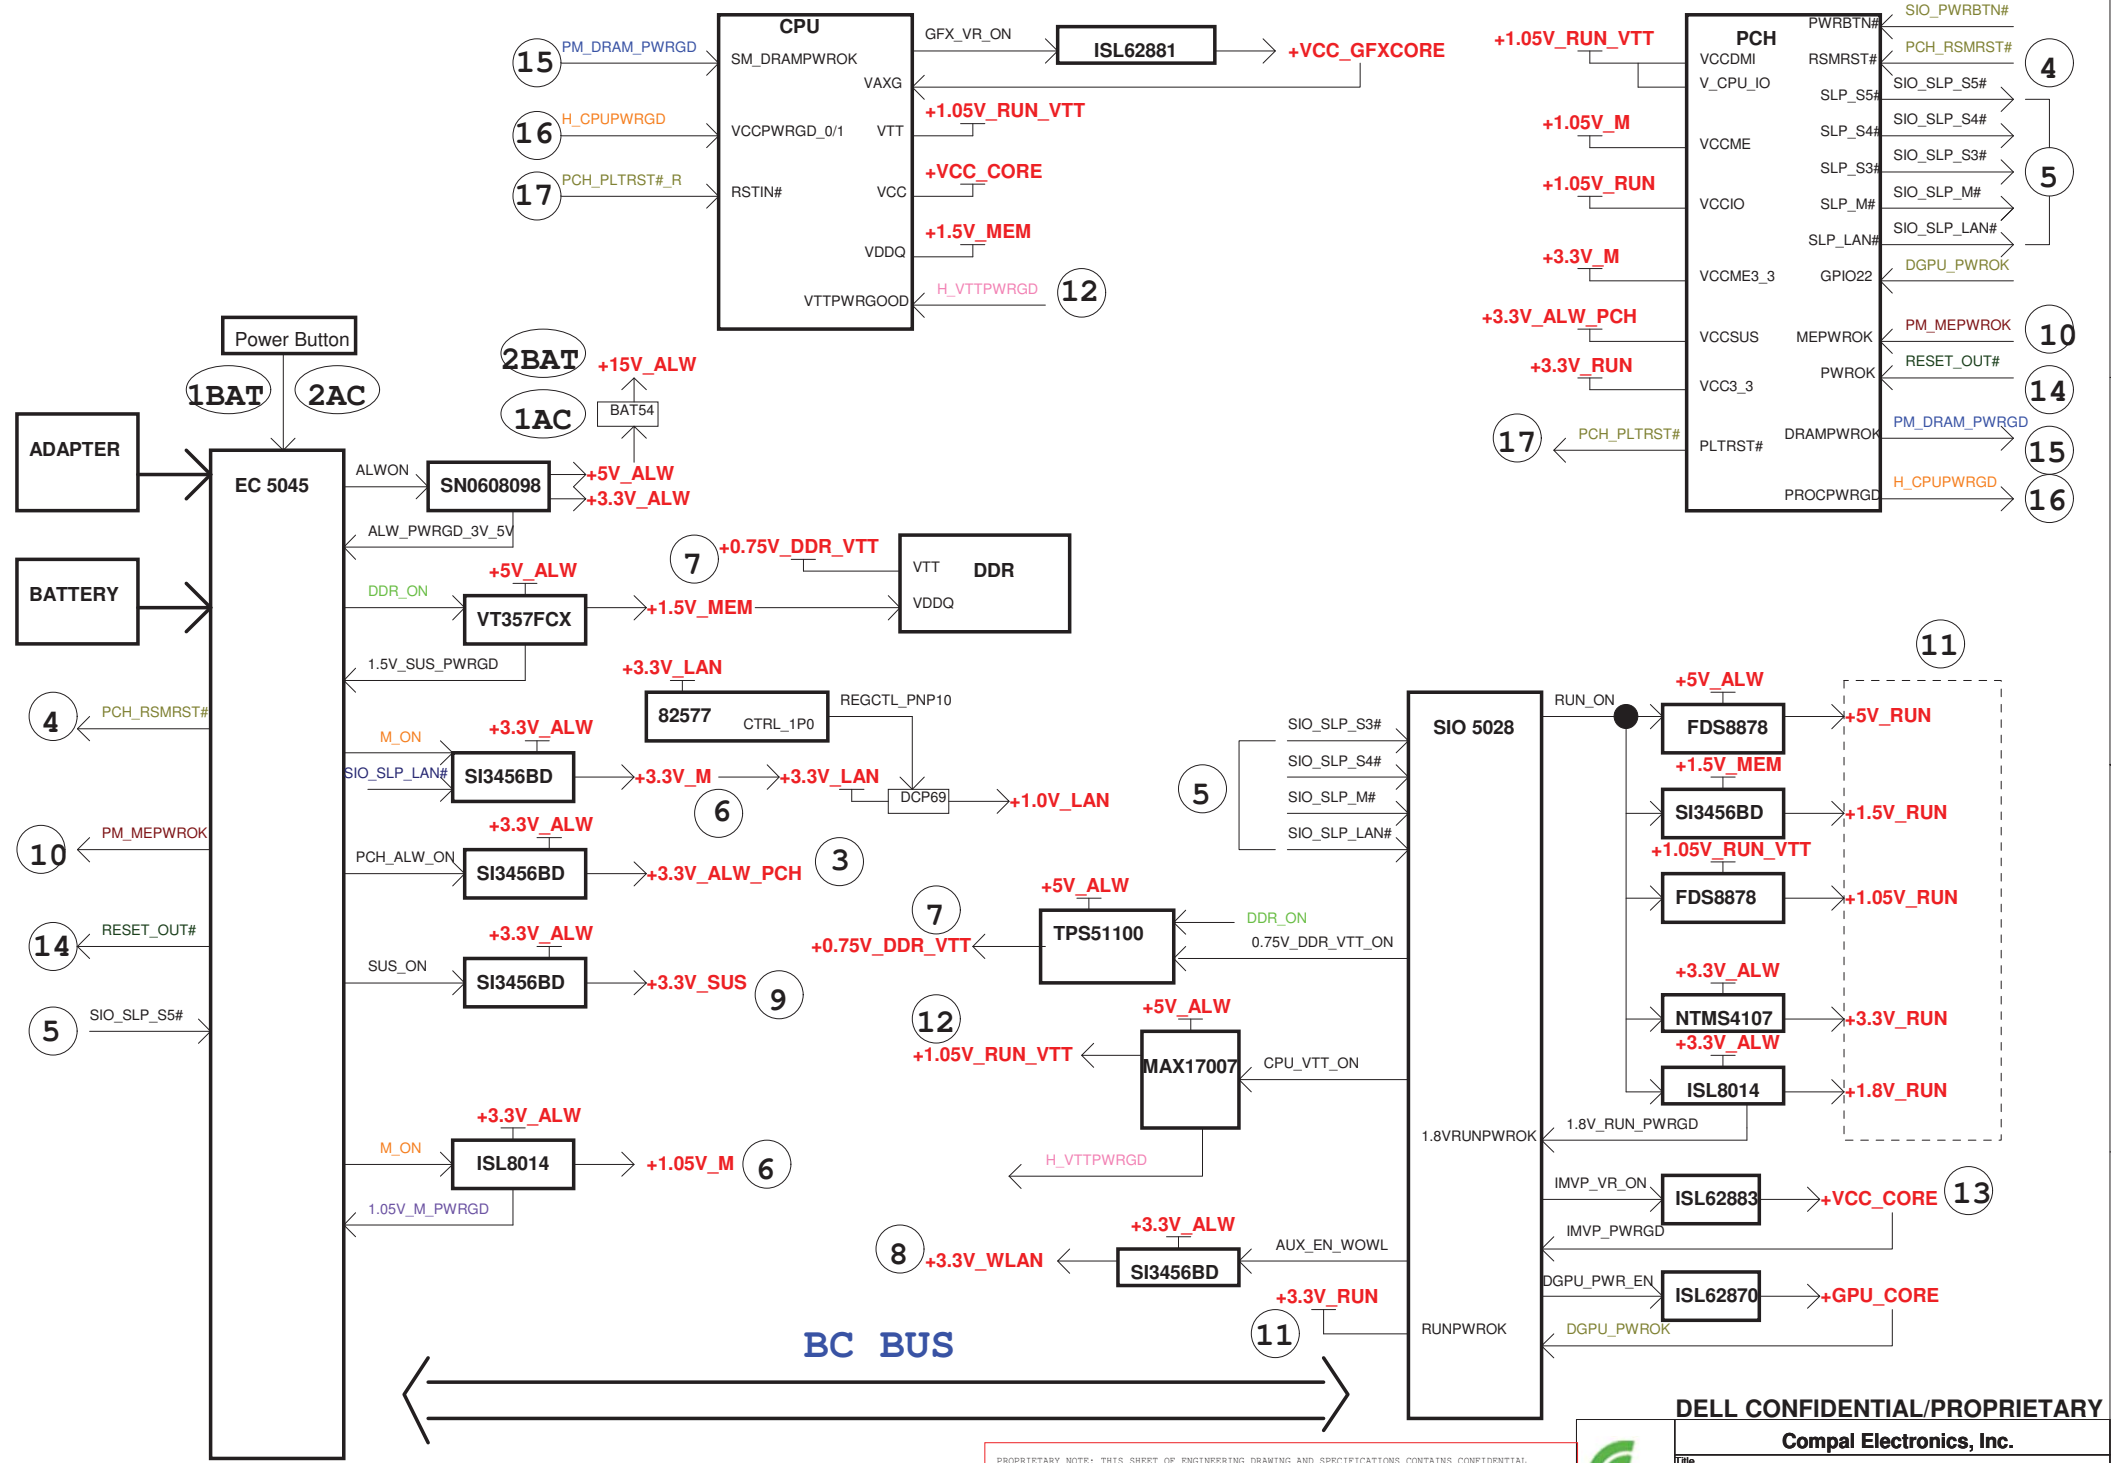 CPU
15
PM_DRAM_PWRGD
SM_DRAMPWROK
GFX_VR_ON
ISL62881
+VCC_GFXCORE
VAXG
16
H_CPUPWRGD
VCCPWRGD_0/1
VTT
+1.05V_RUN_VTT
17
PCH_PLTRST#_R
RSTIN#
VCC
+VCC_CORE
VDDQ
+1.5V_MEM
VTTPWRGOOD
H_VTTPWRGD
12
PCH
+1.05V_RUN_VTT
VCCDMI
V_CPU_IO
+1.05V_M
VCCME
+1.05V_RUN
VCCIO
+3.3V_M
VCCME3_3
+3.3V_ALW_PCH
VCCSUS
+3.3V_RUN
VCC3_3
17
PCH_PLTRST#
PLTRST#
PWRBTN#
SIO_PWRBTN#
RSMRST#
PCH_RSMRST#
4
SLP_S5#
SIO_SLP_S5#
SLP_S4#
SIO_SLP_S4#
SLP_S3#
SIO_SLP_S3#
5
SLP_M#
SIO_SLP_M#
SLP_LAN#
SIO_SLP_LAN#
GPIO22
DGPU_PWROK
MEPWROK
PM_MEPWROK
10
PWROK
RESET_OUT#
14
DRAMPWROK
PM_DRAM_PWRGD
15
PROCPWRGD
H_CPUPWRGD
16
Power Button
1BAT
2AC
2BAT
1AC
+15V_ALW
BAT54
ADAPTER
BATTERY
EC 5045
ALWON
SN0608098
+5V_ALW
+3.3V_ALW
ALW_PWRGD_3V_5V
+5V_ALW
DDR_ON
VT357FCX
+1.5V_MEM
1.5V_SUS_PWRGD
7
+0.75V_DDR_VTT
VTT
DDR
VDDQ
+3.3V_LAN
82577
CTRL_1P0
REGCTL_PNP10
4
PCH_RSMRST#
M_ON
SIO_SLP_LAN#
+3.3V_ALW
SI3456BD
+3.3V_M
6
+3.3V_LAN
DCP69
+1.0V_LAN
10
PM_MEPWROK
PCH_ALW_ON
+3.3V_ALW
SI3456BD
+3.3V_ALW_PCH
3
14
RESET_OUT#
SUS_ON
+3.3V_ALW
SI3456BD
+3.3V_SUS
9
5
SIO_SLP_S5#
M_ON
+3.3V_ALW
ISL8014
+1.05V_M
6
1.05V_M_PWRGD
SIO 5028
5
SIO_SLP_S3#
SIO_SLP_S4#
SIO_SLP_M#
SIO_SLP_LAN#
7
+0.75V_DDR_VTT
+5V_ALW
TPS51100
DDR_ON
0.75V_DDR_VTT_ON
12
+1.05V_RUN_VTT
+5V_ALW
MAX17007
CPU_VTT_ON
H_VTTPWRGD
8
+3.3V_WLAN
+3.3V_ALW
SI3456BD
AUX_EN_WOWL
11
+3.3V_RUN
RUNPWROK
RUN_ON
11
+5V_ALW
FDS8878
+5V_RUN
+1.5V_MEM
SI3456BD
+1.5V_RUN
+1.05V_RUN_VTT
FDS8878
+1.05V_RUN
+3.3V_ALW
NTMS4107
+3.3V_RUN
+3.3V_ALW
ISL8014
+1.8V_RUN
1.8VRUNPWROK
1.8V_RUN_PWRGD
IMVP_VR_ON
ISL62883
+VCC_CORE
13
IMVP_PWRGD
DGPU_PWR_EN
ISL62870
+GPU_CORE
DGPU_PWROK
BC BUS
DELL CONFIDENTIAL/PROPRIETARY
Compal Electronics, Inc.
Title
PROPRIETARY NOTE: THIS SHEET OF ENGINEERING DRAWING AND SPECIFICATIONS CONTAINS CONFIDENTIAL